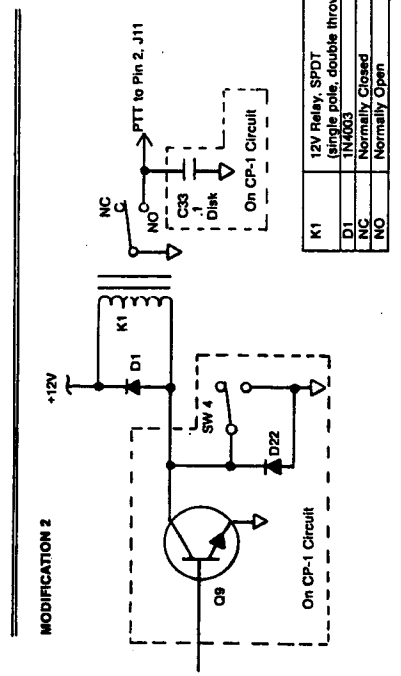 MODIFICATION 2
+12V
D1
K1
NC
C
NO
PTT to Pin 2, J11
C33
.1
Disk
On CP-1 Circuit
Q9
SW 4
D22
On CP-1 Circuit
K1 12V Relay, SPDT
(single pole, double throw
D1 1N4003
NC Normally Closed
NO Normally Open